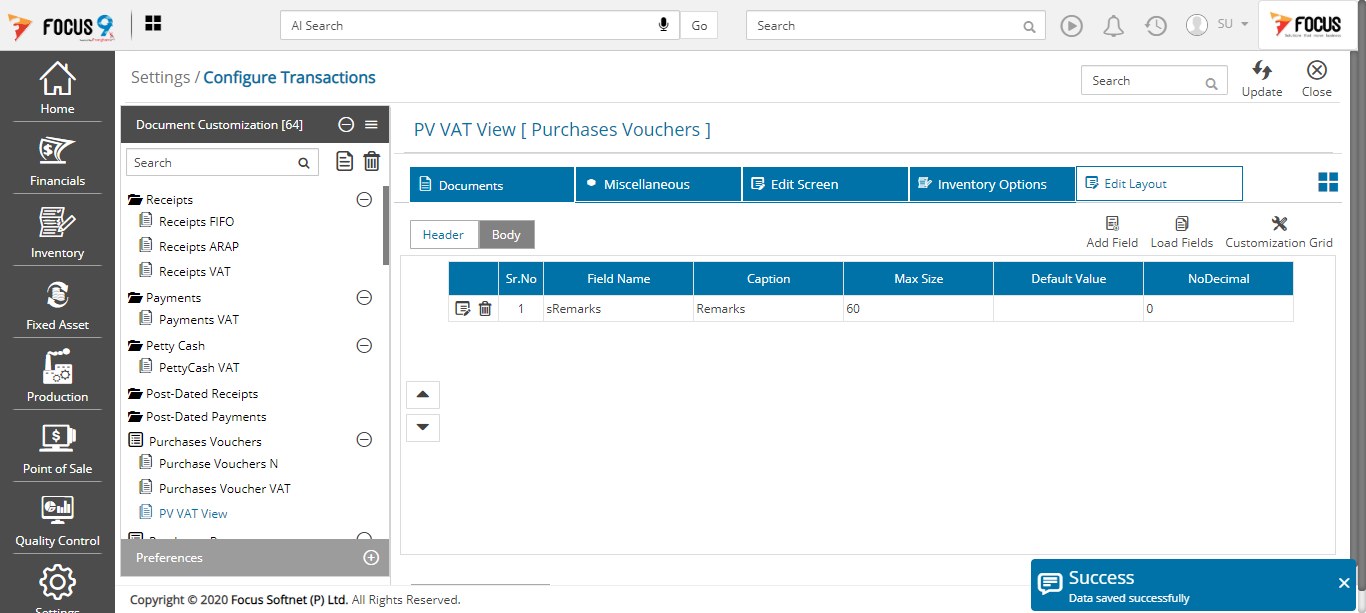 FOCUS 9
AI Search
Go
Search
SU
FOCUS
Home
Financials
Inventory
Fixed Asset
Production
Point of Sale
Quality Control
Settings
Settings / Configure Transactions
Search
Update
Close
Document Customization [64]
Search
Receipts
Receipts FIFO
Receipts ARAP
Receipts VAT
Payments
Payments VAT
Petty Cash
PettyCash VAT
Post-Dated Receipts
Post-Dated Payments
Purchases Vouchers
Purchase Vouchers N
Purchases Voucher VAT
PV VAT View
Preferences
PV VAT View [ Purchases Vouchers ]
Documents
Miscellaneous
Edit Screen
Inventory Options
Edit Layout
Header
Body
Add Field
Load Fields
Customization Grid
Sr.No Field Name Caption Max Size Default Value NoDecimal
1 sRemarks Remarks 60 0
Copyright © 2020 Focus Softnet (P) Ltd. All Rights Reserved.
Success
Data saved successfully